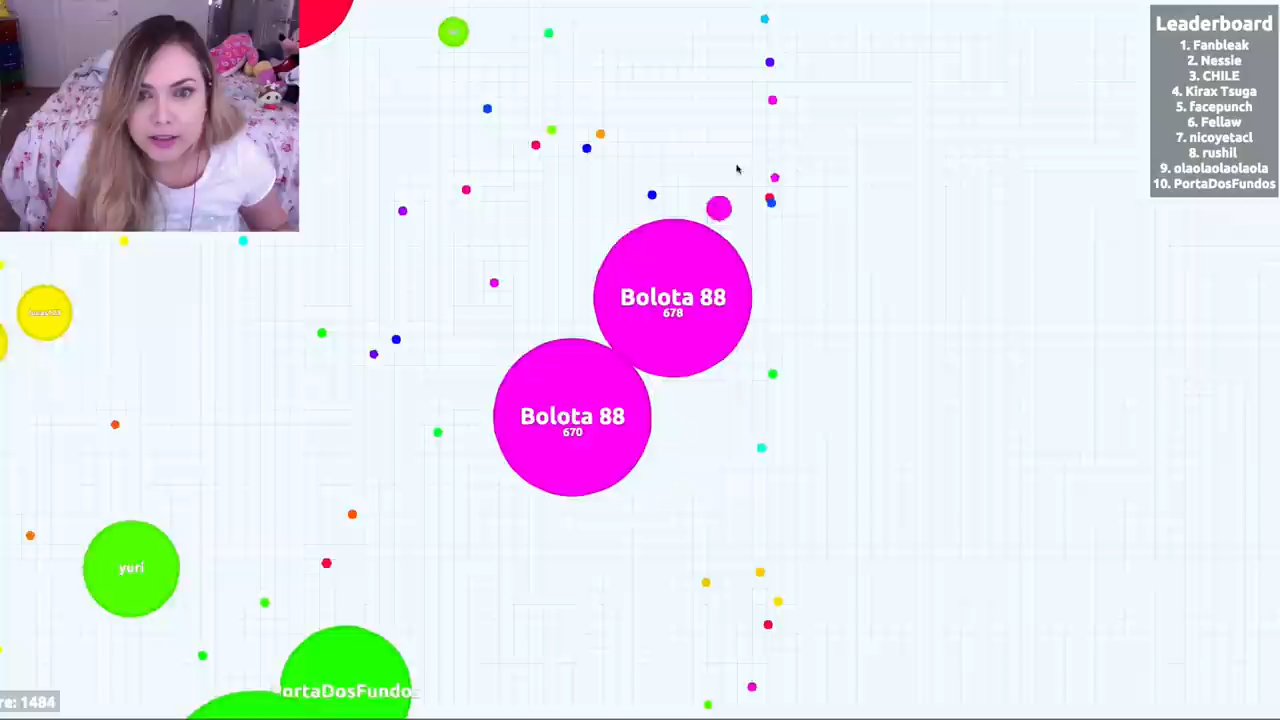 Leaderboard
1. Fanbleak
2. Nessie
3. CHILE
4. Kirax Tsuga
5. facepunch
6. Fellaw
7. nicoyetacl
8. rushil
9. olaolaolaolaola
10. PortaDosFundos
Bolota 88
678
Bolota 88
670
yuri
ortaDosFundos
re: 1484